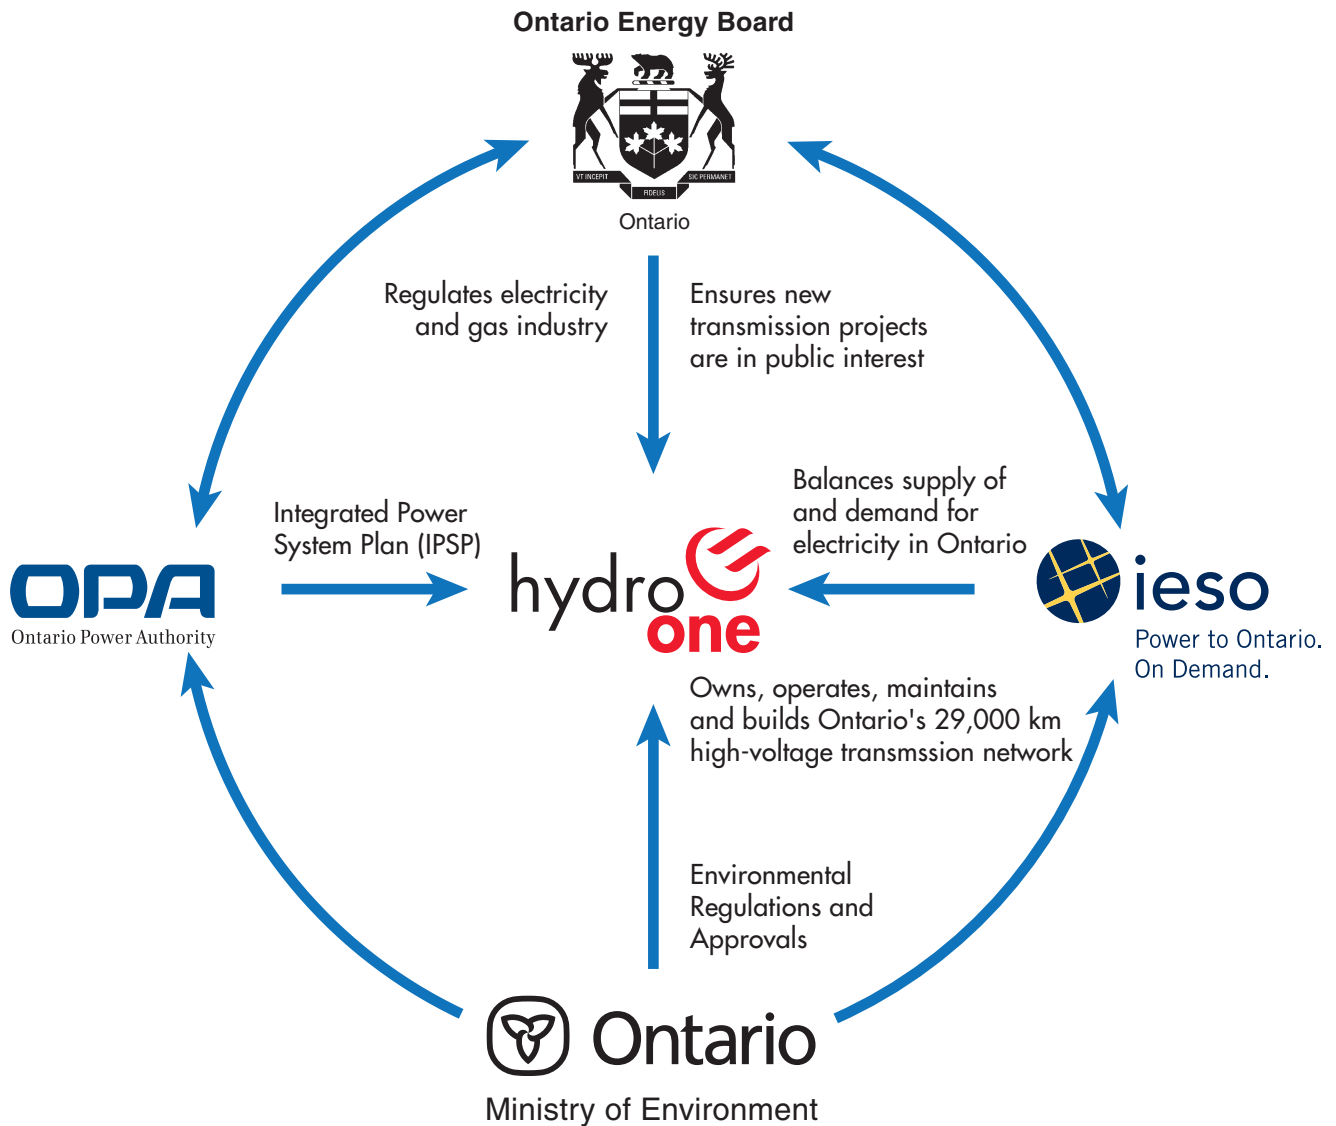 Ontario Energy Board
VT INCEPIT
SIC PERMANET
FIDELIS
Ontario
Regulates electricity
and gas industry
Ensures new
transmission projects
are in public interest
Integrated Power
System Plan (IPSP)
Balances supply of
and demand for
electricity in Ontario
OPA
Ontario Power Authority
hydro
one
ieso
Power to Ontario.
On Demand.
Owns, operates, maintains
and builds Ontario's 29,000 km
high-voltage transmssion network
Environmental
Regulations and
Approvals
Ontario
Ministry of Environment